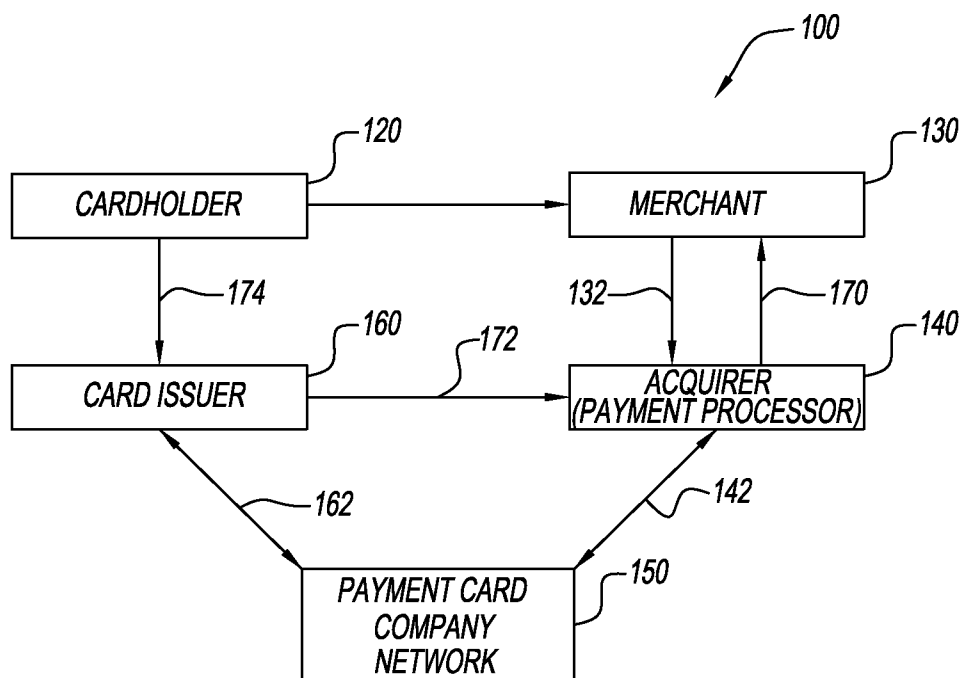 100
120
130
CARDHOLDER
MERCHANT
174
132
170
160
172
140
CARD ISSUER
ACQUIRER
(PAYMENT PROCESSOR)
162
142
150
PAYMENT CARD
COMPANY
NETWORK